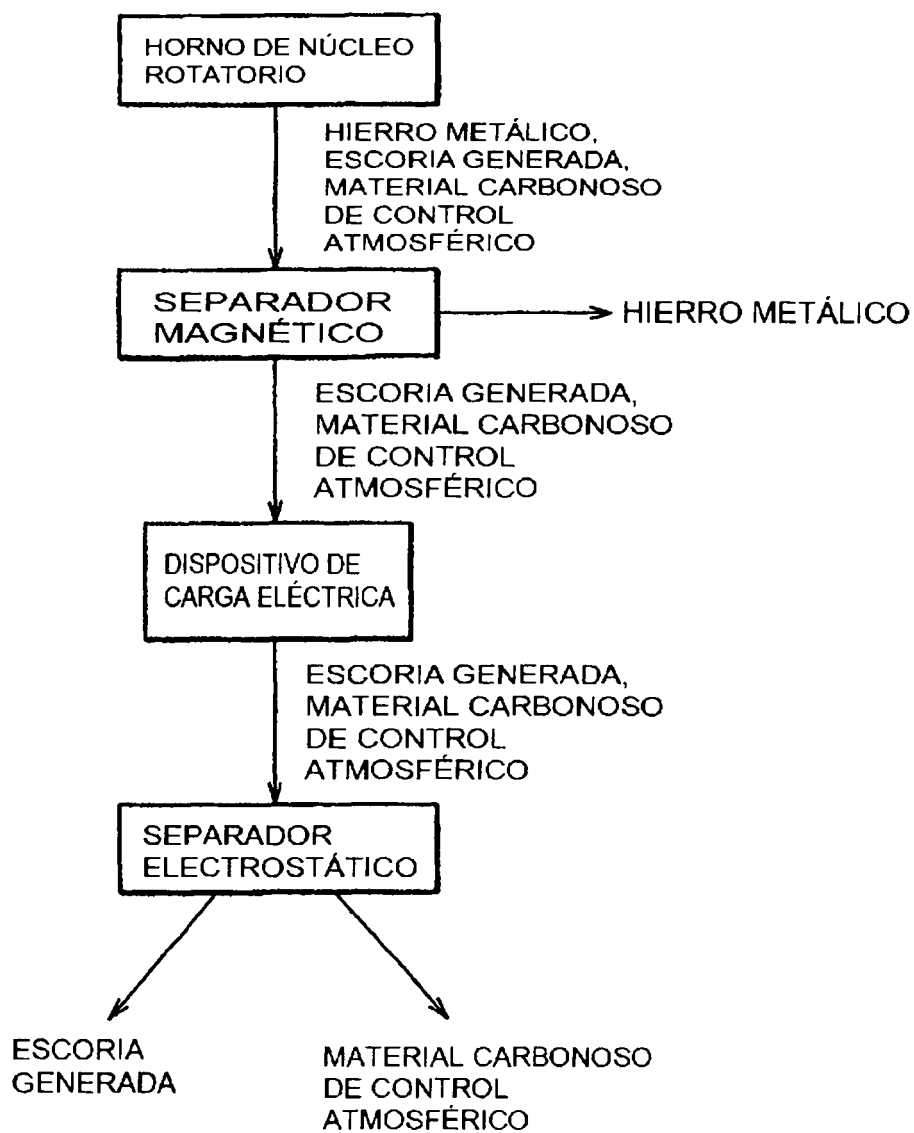 HORNO DE NÚCLEO
ROTATORIO
HIERRO METÁLICO,
ESCORIA GENERADA,
MATERIAL CARBONOSO
DE CONTROL
ATMOSFÉRICO
SEPARADOR
MAGNÉTICO
HIERRO METÁLICO
ESCORIA GENERADA,
MATERIAL CARBONOSO
DE CONTROL
ATMOSFÉRICO
DISPOSITIVO DE
CARGA ELÉCTRICA
ESCORIA GENERADA,
MATERIAL CARBONOSO
DE CONTROL
ATMOSFÉRICO
SEPARADOR
ELECTROSTÁTICO
ESCORIA
GENERADA
MATERIAL CARBONOSO
DE CONTROL
ATMOSFÉRICO